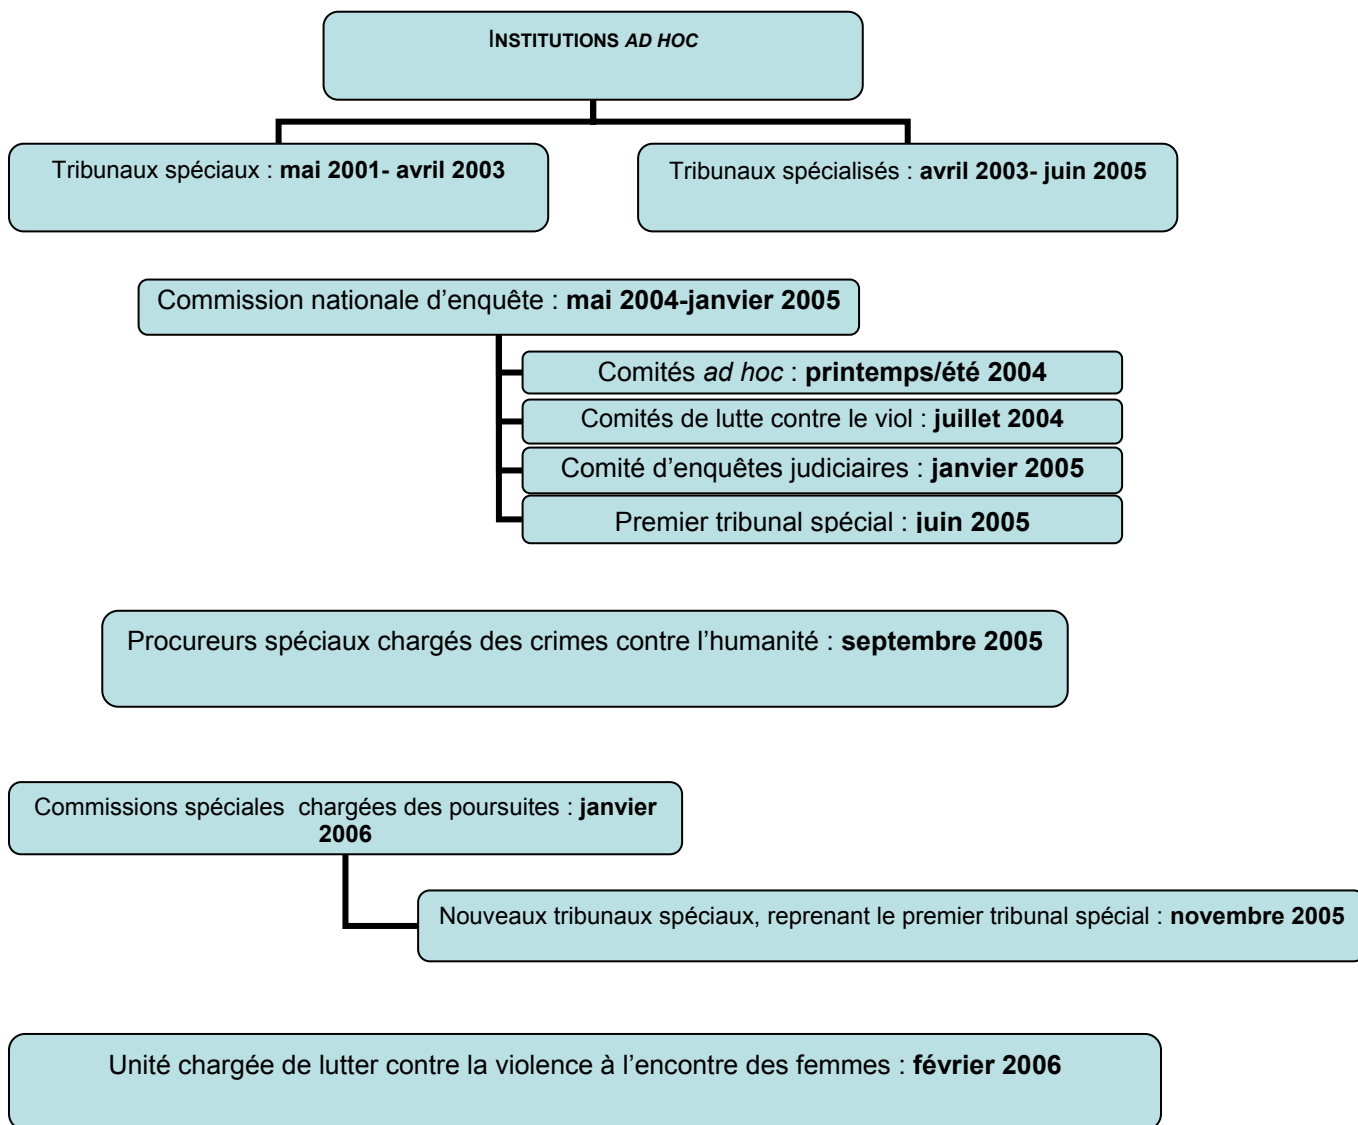 INSTITUTIONS AD HOC
Tribunaux spéciaux : mai 2001- avril 2003
Tribunaux spécialisés : avril 2003- juin 2005
Commission nationale d’enquête : mai 2004-janvier 2005
Comités ad hoc : printemps/été 2004
Comités de lutte contre le viol : juillet 2004
Comité d’enquêtes judiciaires : janvier 2005
Premier tribunal spécial : juin 2005
Procureurs spéciaux chargés des crimes contre l’humanité : septembre 2005
Commissions spéciales  chargées des poursuites : janvier
2006
Nouveaux tribunaux spéciaux, reprenant le premier tribunal spécial : novembre 2005
Unité chargée de lutter contre la violence à l’encontre des femmes : février 2006